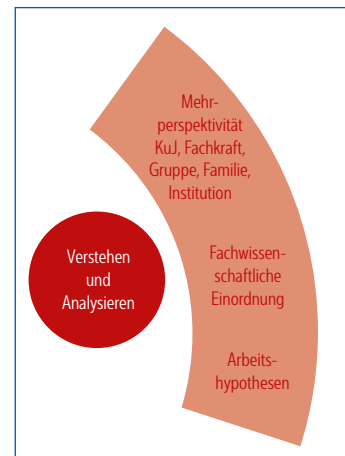 Mehr-
perspektivität
KuJ, Fachkraft,
Gruppe, Familie,
Institution
Verstehen
und
Analysieren
Fachwissen-
schaftliche
Einordnung
Arbeits-
hypothesen